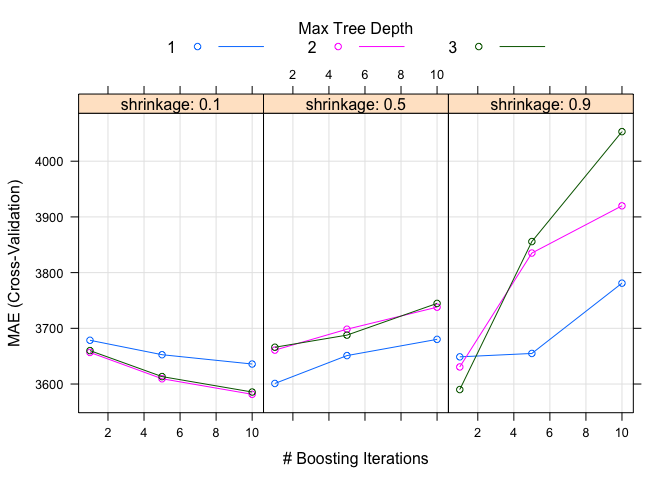 Max Tree Depth
1 2 3
2 4 6 8 10
shrinkage: 0.1 shrinkage: 0.5 shrinkage: 0.9
4000
3900
3800
3700
3600
MAE (Cross-Validation)
2 4 6 8 10 2 4 6 8 10
# Boosting Iterations